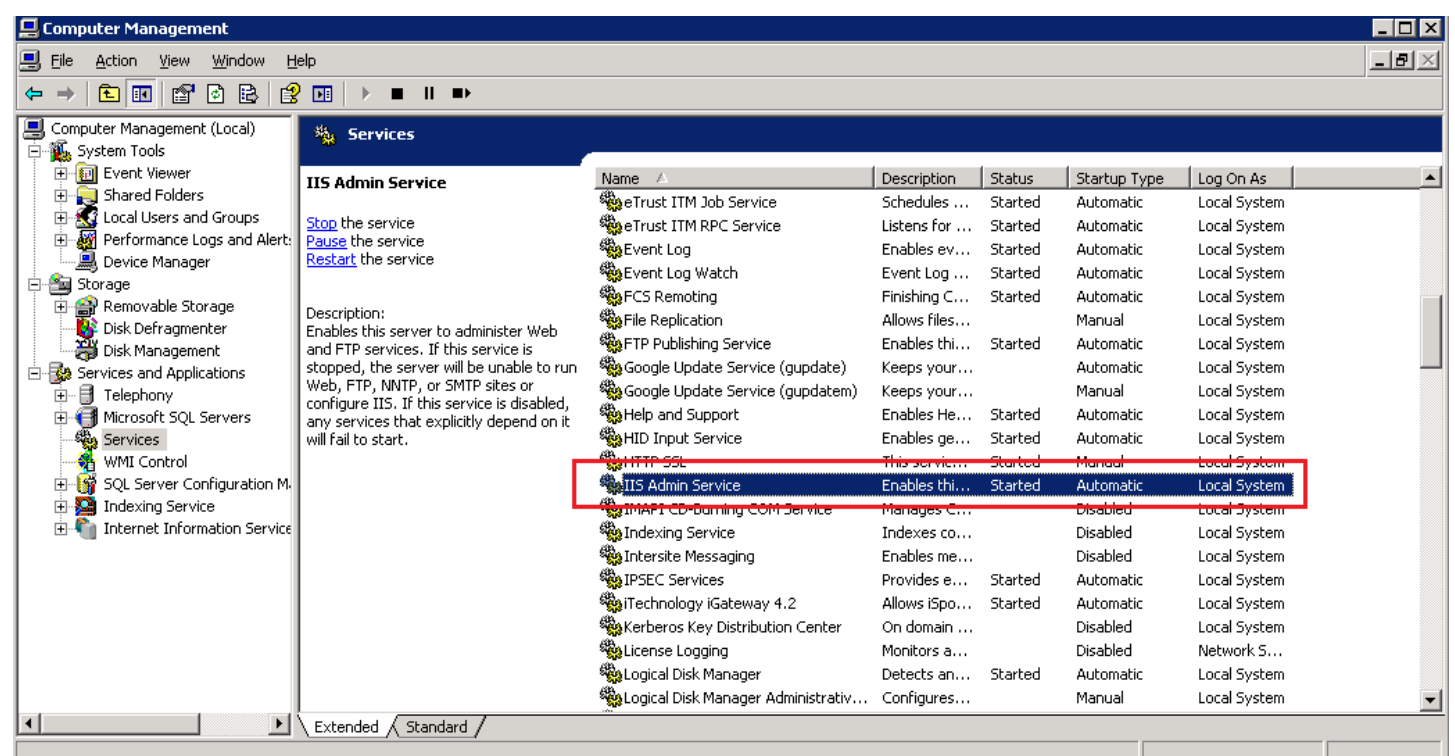 Computer Management
File Action View Window Help
Computer Management (Local)
System Tools
Event Viewer
Shared Folders
Local Users and Groups
Performance Logs and Alert:
Device Manager
Storage
Removable Storage
Disk Defragmenter
Disk Management
Services and Applications
Telephony
Microsoft SQL Servers
Services
WMI Control
SQL Server Configuration M
Indexing Service
Internet Information Service
Services
IIS Admin Service
Stop the service
Pause the service
Restart the service
Description:
Enables this server to administer Web
and FTP services. If this service is
stopped, the server will be unable to run
Web, FTP, NNTP, or SMTP sites or
configure IIS. If this service is disabled,
any services that explicitly depend on it
will fail to start.
Name Description Status Startup Type Log On As
eTrust ITM Job Service Schedules ... Started Automatic Local System
eTrust ITM RPC Service Listens for ... Started Automatic Local System
Event Log Enables ev... Started Automatic Local System
Event Log Watch Event Log ... Started Automatic Local System
FCS Remoting Finishing C... Started Automatic Local System
File Replication Allows files... Manual Local System
FTP Publishing Service Enables thi... Started Automatic Local System
Google Update Service (gupdate) Keeps your... Automatic Local System
Google Update Service (gupdatem) Keeps your... Manual Local System
Help and Support Enables He... Started Automatic Local System
HID Input Service Enables ge... Started Automatic Local System
HTTP SSL This servic... Started Manual Local System
IIS Admin Service Enables thi... Started Automatic Local System
IMAPI CD-Burning COM Service Manages C... Disabled Local System
Indexing Service Indexes co... Disabled Local System
Intersite Messaging Enables me... Disabled Local System
IPSEC Services Provides e... Started Automatic Local System
iTechnology iGateway 4.2 Allows iSpo... Started Automatic Local System
Kerberos Key Distribution Center On domain ... Disabled Local System
License Logging Monitors a... Disabled Network S...
Logical Disk Manager Detects an... Started Automatic Local System
Logical Disk Manager Administrativ... Configures... Manual Local System
Extended Standard